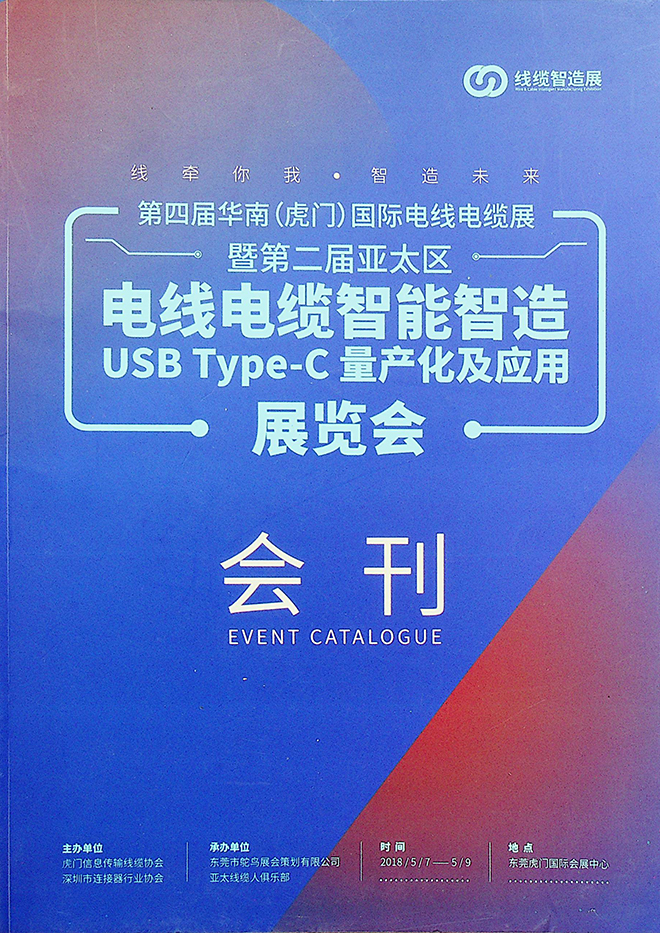 线缆智造展
Wire & Cable Intelligent Manufacturing Exhibition
线牵你我·智造未来
第四届华南(虎门)国际电线电缆展
暨第二届亚太区
电线电缆智能智造
USB Type-C 量产化及应用
展览会
会刊
EVENT CATALOGUE
主办单位
虎门信息传输线缆协会
深圳市连接器行业协会
承办单位
东莞市鸵鸟展会策划有限公司
亚太线缆人俱乐部
时间
2018/5/7——5/9
地点
东莞虎门国际会展中心